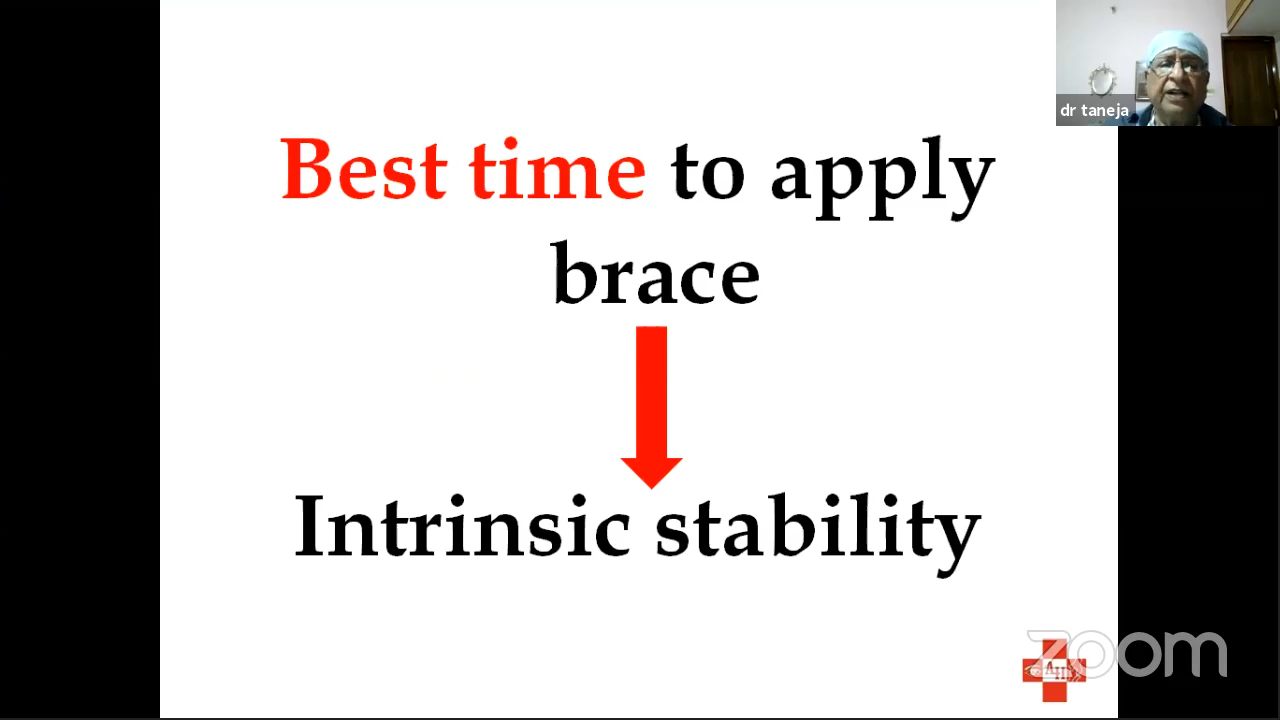 dr taneja
Best time to apply
brace
Intrinsic stability
zoom